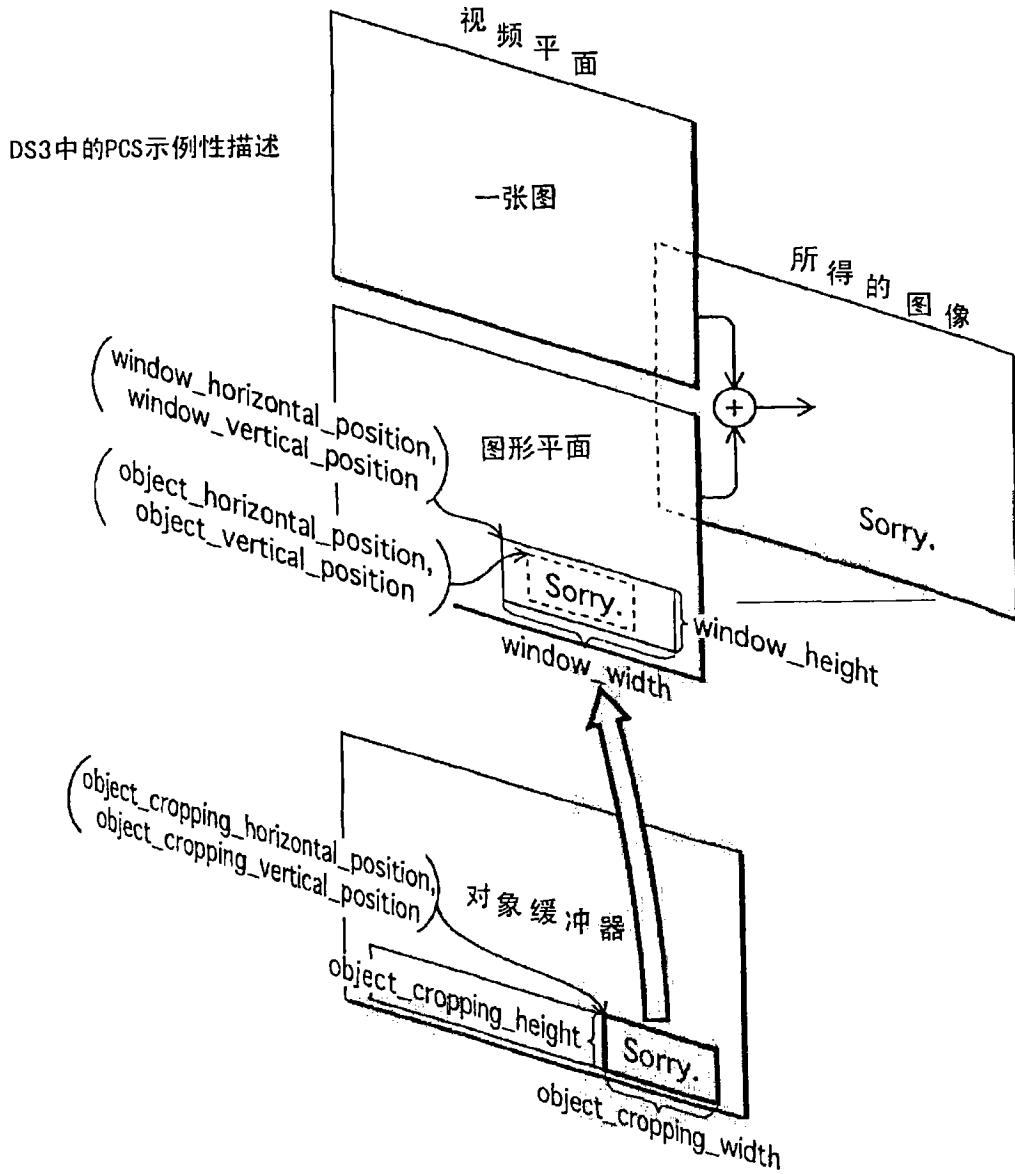 视频平面
DS3中的PCS示例性描述
一张图
所得的图像
(window_horizontal_position,
window_vertical_position)
图形平面
(object_horizontal_position,
object_vertical_position)
Sorry.
Sorry.
window_height
window_width
(object_cropping_horizontal_position,
object_cropping_vertical_position)
对象缓冲器
object_cropping_height
Sorry.
object_cropping_width